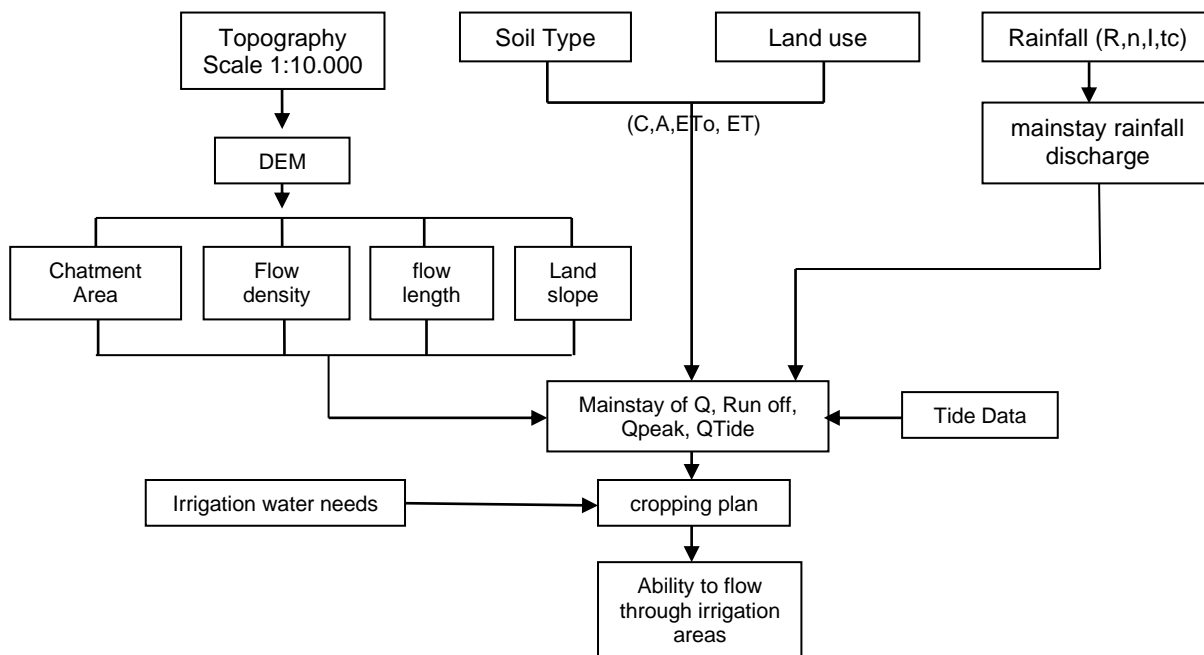 Topography
Scale 1:10.000
Soil Type
Land use
Rainfall (R,n,I,tc)
(C,A,ETo, ET)
mainstay rainfall
discharge
DEM
Chatment
Area
Flow
density
flow
length
Land
slope
Mainstay of Q, Run off,
Qpeak, QTide
Tide Data
Irrigation water needs
cropping plan
Ability to flow
through irrigation
areas